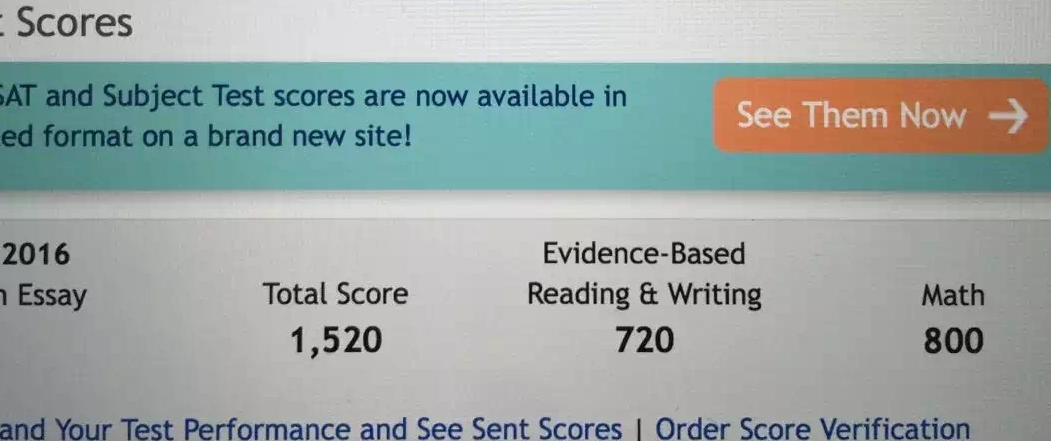 Scores
SAT and Subject Test scores are now available in
ed format on a brand new site!
See Them Now
2016
Essay
Total Score
1,520
Evidence-Based
Reading & Writing
720
Math
800
and Your Test Performance and See Sent Scores | Order Score Verification